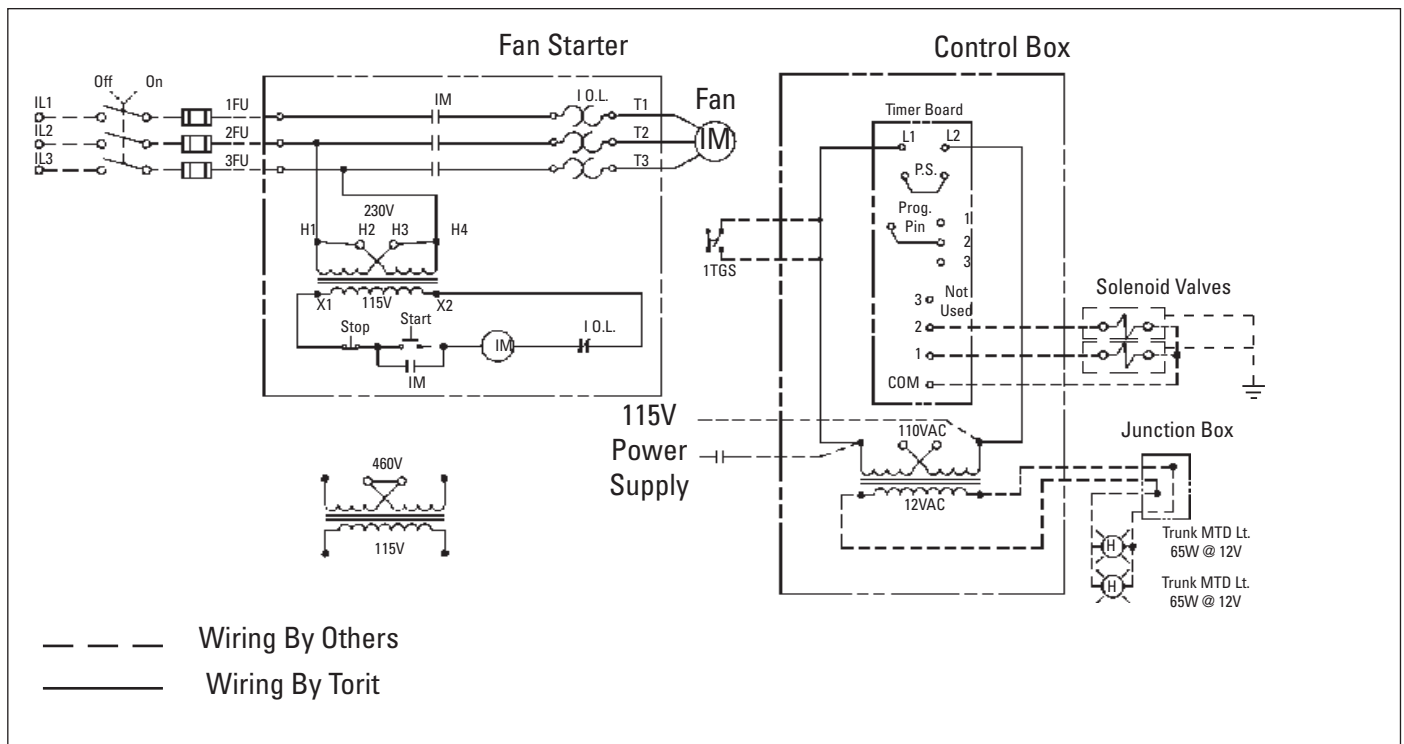 Fan Starter
Control Box
Off On
IL1
IL2
IL3
1FU
2FU
3FU
IM
I O.L.
T1
T2
T3
Fan
IM
230V
H1 H2 H3 H4
X1 115V X2
Stop
Start
IM
I O.L.
IM
460V
115V
Timer Board
L1 L2
P.S.
Prog.
Pin
1
2
3
3 Not
Used
2
1
COM
1TGS
Solenoid Valves
115V
Power
Supply
110VAC
12VAC
Junction Box
H
Trunk MTD Lt.
65W @ 12V
H
Trunk MTD Lt.
65W @ 12V
Wiring By Others
Wiring By Torit